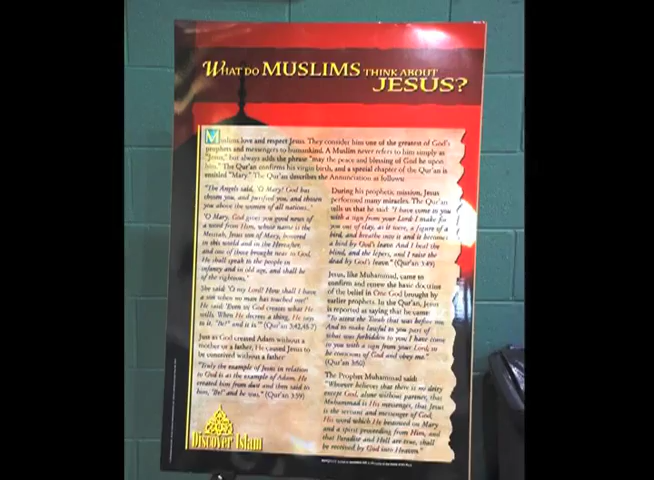 WHAT DO MUSLIMS THINK ABOUT
JESUS?
Muslims love and respect Jesus. They consider him one of the greatest of God's
prophets and messengers to humankind. A Muslim never refers to him simply as
"Jesus," but always adds the phrase "may the peace and blessing of God be upon
him." The Qur'an confirms his virgin birth, and a special chapter of the Qur'an is
entitled "Mary." The Qur'an describes the Annunciation as follows:
"The Angels said, 'O Mary! God has
chosen you, and purified you, and chosen
you above the women of all nations.'
'O Mary, God gives you good news of
a word from Him, whose name is the
Messiah, Jesus son of Mary, honored
in this world and in the Hereafter,
and one of those brought near to God.
He shall speak to the people in
infancy and in old age, and shall be
of the righteous.'
She said: 'O my Lord! How shall I have
a son when no man has touched me?'
He said: 'Even so God creates what He
wills. When He decrees a thing, He says
to it, "Be!" and it is.'" (Qur'an 3:42,45-7)
Just as God created Adam without a
mother or a father, He caused Jesus to
be conceived without a father
"Truly the example of Jesus in relation
to God is as the example of Adam. He
created him from dust and then said to
him, 'Be!' and he was." (Qur'an 3:59)
Discover Islam
During his prophetic mission, Jesus
performed many miracles. The Qur'an
tells us that he said: "I have come to you
with a sign from your Lord: I make for
you out of clay, as it were, a figure of a
bird, and breathe into it and it becomes
a bird by God's leave. And I heal the
blind, and the lepers, and I raise the
dead by God's leave." (Qur'an 3:49)
Jesus, like Muhammad, came to
confirm and renew the basic doctrine
of the belief in One God brought by
earlier prophets. In the Qur'an, Jesus
is reported as saying that he came:
"To attest the Torah that was before me.
And to make lawful to you part of
what was forbidden to you; I have come
to you with a sign from your Lord, so
be conscious of God and obey me."
(Qur'an 3:50)
The Prophet Muhammad said:
"Whoever believes that there is no deity
except God, alone without partner, that
Muhammad is His messenger, that Jesus
is the servant and messenger of God,
His word which He bestowed on Mary
and a spirit proceeding from Him, and
that Paradise and Hell are true, shall
be received by God into Heaven."